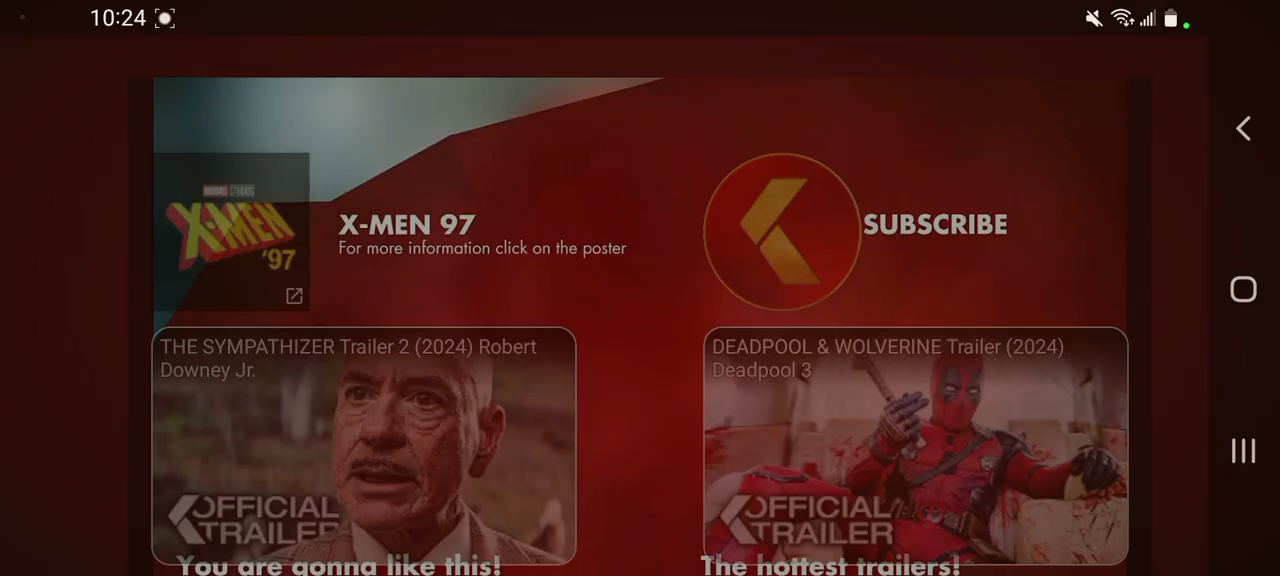 10:24
MARVEL STUDIOS
X-MEN
'97
X-MEN 97
For more information click on the poster
SUBSCRIBE
THE SYMPATHIZER Trailer 2 (2024) Robert
Downey Jr.
OFFICIAL
TRAILER
You are gonna like this!
DEADPOOL & WOLVERINE Trailer (2024)
Deadpool 3
OFFICIAL
TRAILER
The hottest trailers!